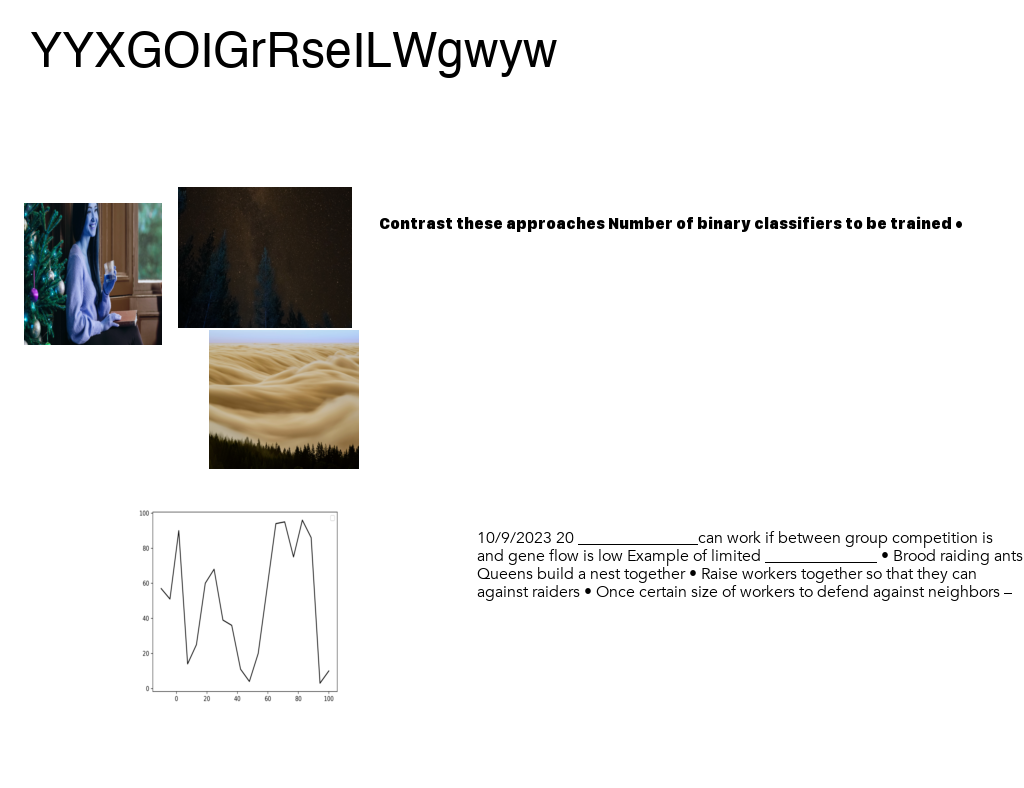 YYXGOIGrRseILWgwyw
Contrast these approaches Number of binary classifiers to be trained •
100
80
60
40
20
0
0 20 40 60 80 100
10/9/2023 20 _______________can work if between group competition is
and gene flow is low Example of limited ______________ • Brood raiding ants
Queens build a nest together • Raise workers together so that they can
against raiders • Once certain size of workers to defend against neighbors –